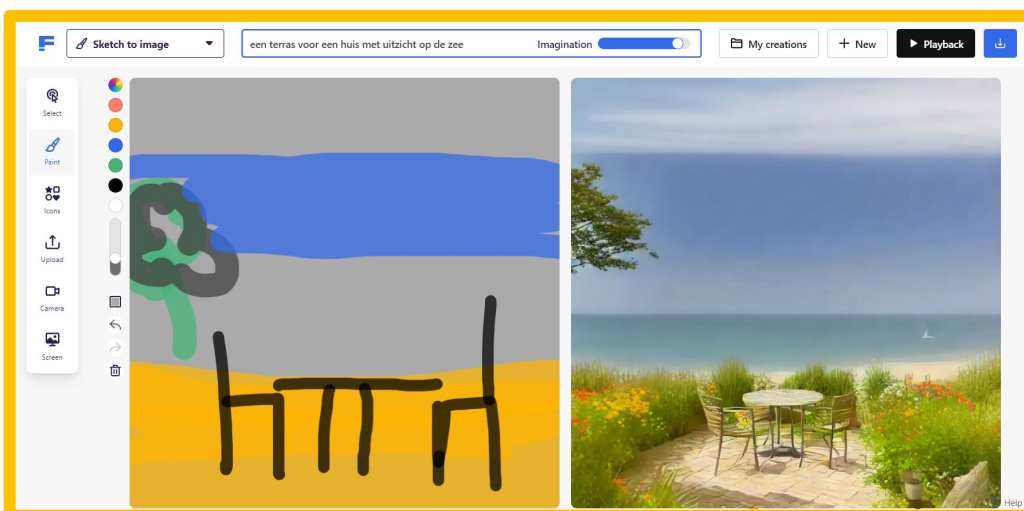 Sketch to image
een terras voor een huis met uitzicht op de zee
Imagination
My creations
New
Playback
Select
Paint
Icons
Upload
Camera
Screen
Help